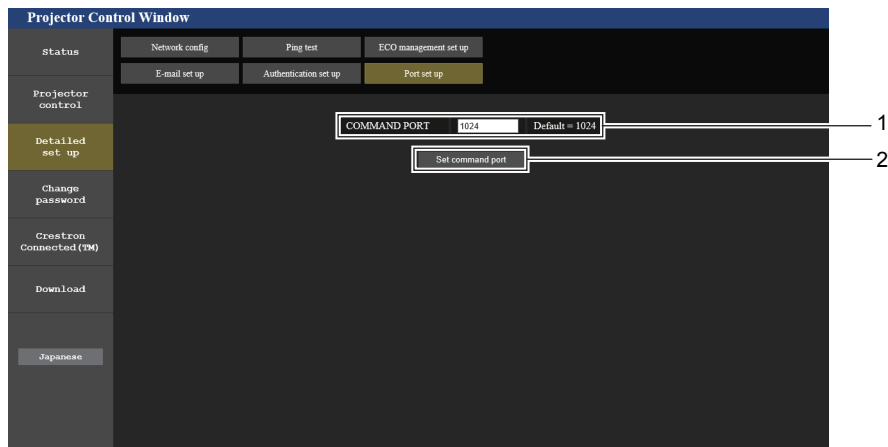 Projector Control Window
Status
Network config
Ping test
ECO management set up
E-mail set up
Authentication set up
Port set up
Projector
control
Detailed
set up
Change
password
Crestron
Connected(TM)
Download
Japanese
COMMAND PORT 1024 Default = 1024
1
Set command port
2